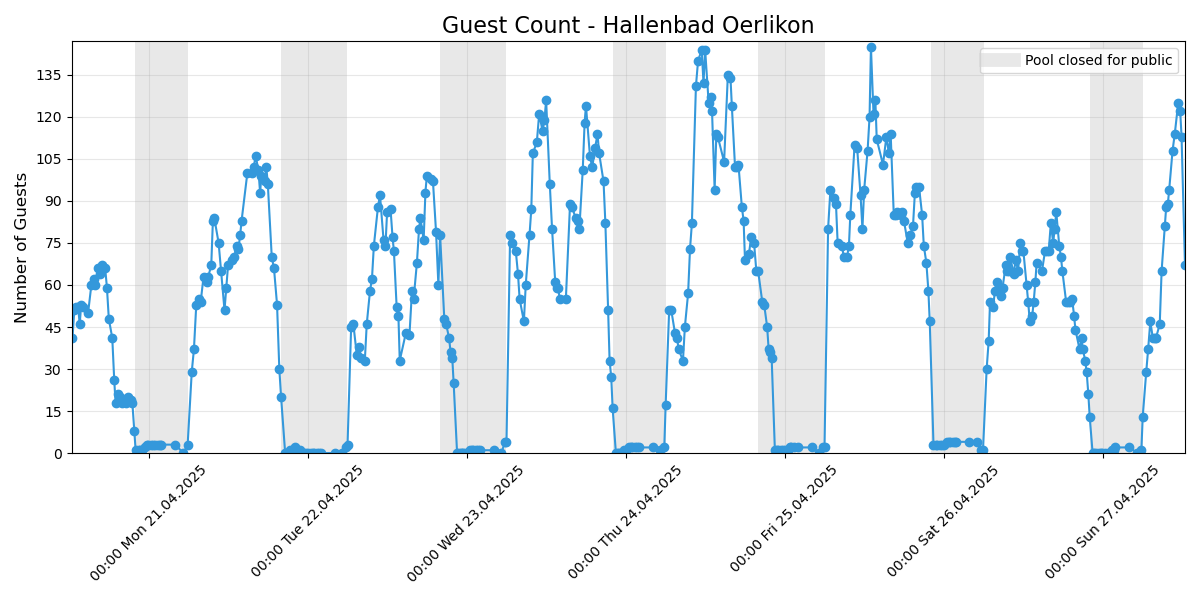 Guest Count - Hallenbad Oerlikon
Pool closed for public
Number of Guests
135
120
105
90
75
60
45
30
15
0
00:00 Mon 21.04.2025
00:00 Tue 22.04.2025
00:00 Wed 23.04.2025
00:00 Thu 24.04.2025
00:00 Fri 25.04.2025
00:00 Sat 26.04.2025
00:00 Sun 27.04.2025